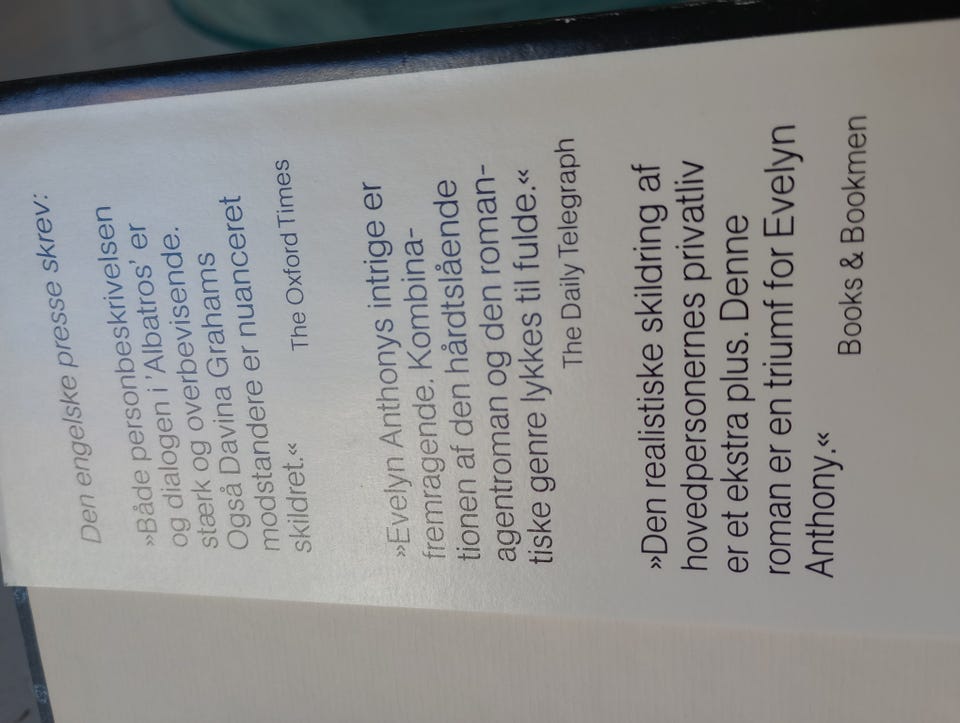 Den engelske presse skrev:
»Både personbeskrivelsen
og dialogen i 'Albatros' er
stærk og overbevisende.
Også Davina Grahams
modstandere er nuanceret
skildret.«
The Oxford Times
»Evelyn Anthonys intrige er
fremragende. Kombina-
tionen af den hårdtslående
agentroman og den roman-
tiske genre lykkes til fulde.«
The Daily Telegraph
»Den realistiske skildring af
hovedpersonernes privatliv
er et ekstra plus. Denne
roman er en triumf for Evelyn
Anthony.«
Books & Bookmen